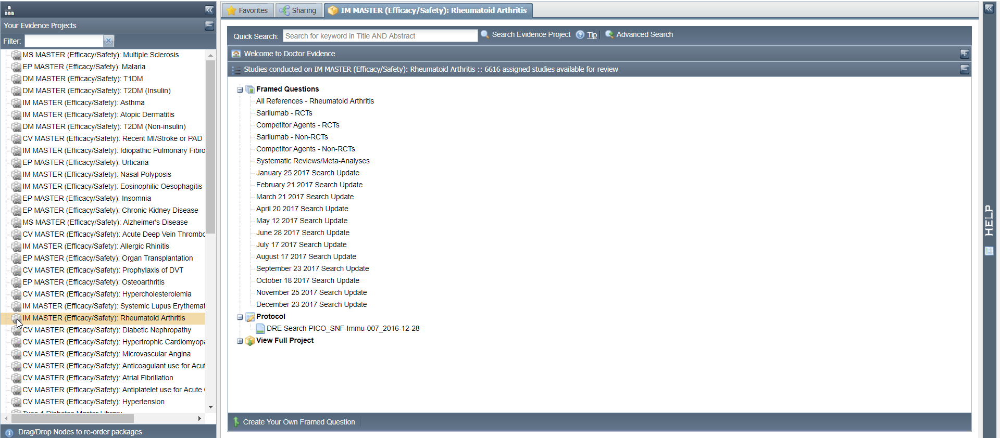 Your Evidence Projects
Filter:
MS MASTER (Efficacy/Safety): Multiple Sclerosis
EP MASTER (Efficacy/Safety): Malaria
DM MASTER (Efficacy/Safety): T1DM
DM MASTER (Efficacy/Safety): T2DM (Insulin)
IM MASTER (Efficacy/Safety): Asthma
IM MASTER (Efficacy/Safety): Atopic Dermatitis
DM MASTER (Efficacy/Safety): T2DM (Non-insulin)
CV MASTER (Efficacy/Safety): Recent MI/Stroke or PAD
IM MASTER (Efficacy/Safety): Idiopathic Pulmonary Fibro
EP MASTER (Efficacy/Safety): Urticaria
IM MASTER (Efficacy/Safety): Nasal Polyposis
IM MASTER (Efficacy/Safety): Eosinophilic Oesophagitis
EP MASTER (Efficacy/Safety): Insomnia
EP MASTER (Efficacy/Safety): Chronic Kidney Disease
MS MASTER (Efficacy/Safety): Alzheimer's Disease
CV MASTER (Efficacy/Safety): Acute Deep Vein Thrombo
IM MASTER (Efficacy/Safety): Allergic Rhinitis
EP MASTER (Efficacy/Safety): Organ Transplantation
CV MASTER (Efficacy/Safety): Prophylaxis of DVT
EP MASTER (Efficacy/Safety): Osteoarthritis
CV MASTER (Efficacy/Safety): Hypercholesterolemia
IM MASTER (Efficacy/Safety): Systemic Lupus Erythemat
IM MASTER (Efficacy/Safety): Rheumatoid Arthritis
CV MASTER (Efficacy/Safety): Diabetic Nephropathy
CV MASTER (Efficacy/Safety): Hypertrophic Cardiomyopa
CV MASTER (Efficacy/Safety): Microvascular Angina
CV MASTER (Efficacy/Safety): Anticoagulant use for Acut
CV MASTER (Efficacy/Safety): Atrial Fibrillation
CV MASTER (Efficacy/Safety): Antiplatelet use for Acute
CV MASTER (Efficacy/Safety): Hypertension
Type 1 Diabetes Master Library
Drag/Drop Nodes to re-order packages
Favorites
Sharing
IM MASTER (Efficacy/Safety): Rheumatoid Arthritis
Quick Search: Search for keyword in Title AND Abstract Search Evidence Project Tip Advanced Search
Welcome to Doctor Evidence
Studies conducted on IM MASTER (Efficacy/Safety): Rheumatoid Arthritis :: 6616 assigned studies available for review
Framed Questions
All References - Rheumatoid Arthritis
Sarilumab - RCTs
Competitor Agents - RCTs
Sarilumab - Non-RCTs
Competitor Agents - Non-RCTs
Systematic Reviews/Meta-Analyses
January 25 2017 Search Update
February 21 2017 Search Update
March 21 2017 Search Update
April 20 2017 Search Update
May 12 2017 Search Update
June 28 2017 Search Update
July 17 2017 Search Update
August 17 2017 Search Update
September 23 2017 Search Update
October 18 2017 Search Update
November 25 2017 Search Update
December 23 2017 Search Update
Protocol
DRE Search PICO_SNF-Immu-007_2016-12-28
View Full Project
Create Your Own Framed Question
HELP